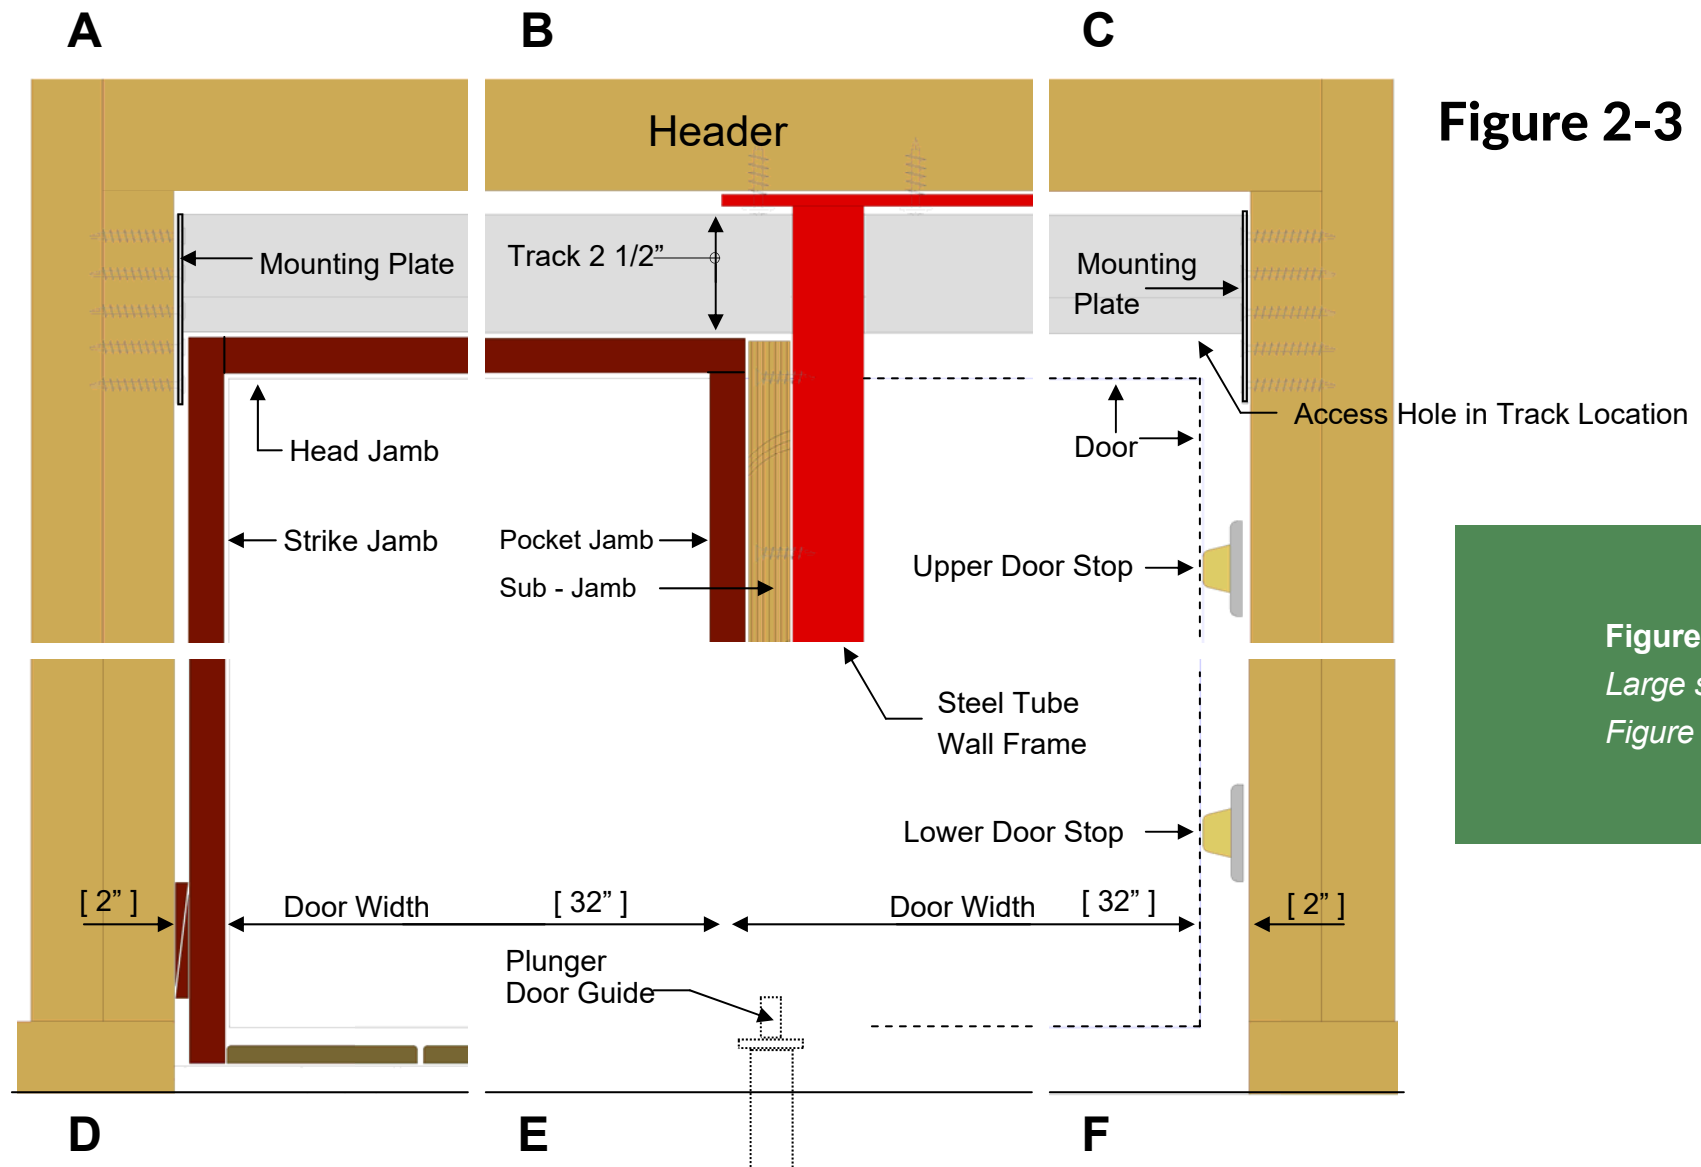 A
B
C
Figure 2-3
Header
Mounting Plate
Track 2 1/2”
Mounting
Plate
Access Hole in Track Location
Head Jamb
Door
Strike Jamb
Pocket Jamb
Sub - Jamb
Upper Door Stop
Figure
Large s
Figure
Steel Tube
Wall Frame
Lower Door Stop
[ 2” ]
Door Width
[ 32” ]
Door Width
[ 32” ]
[ 2” ]
Plunger
Door Guide
D
E
F